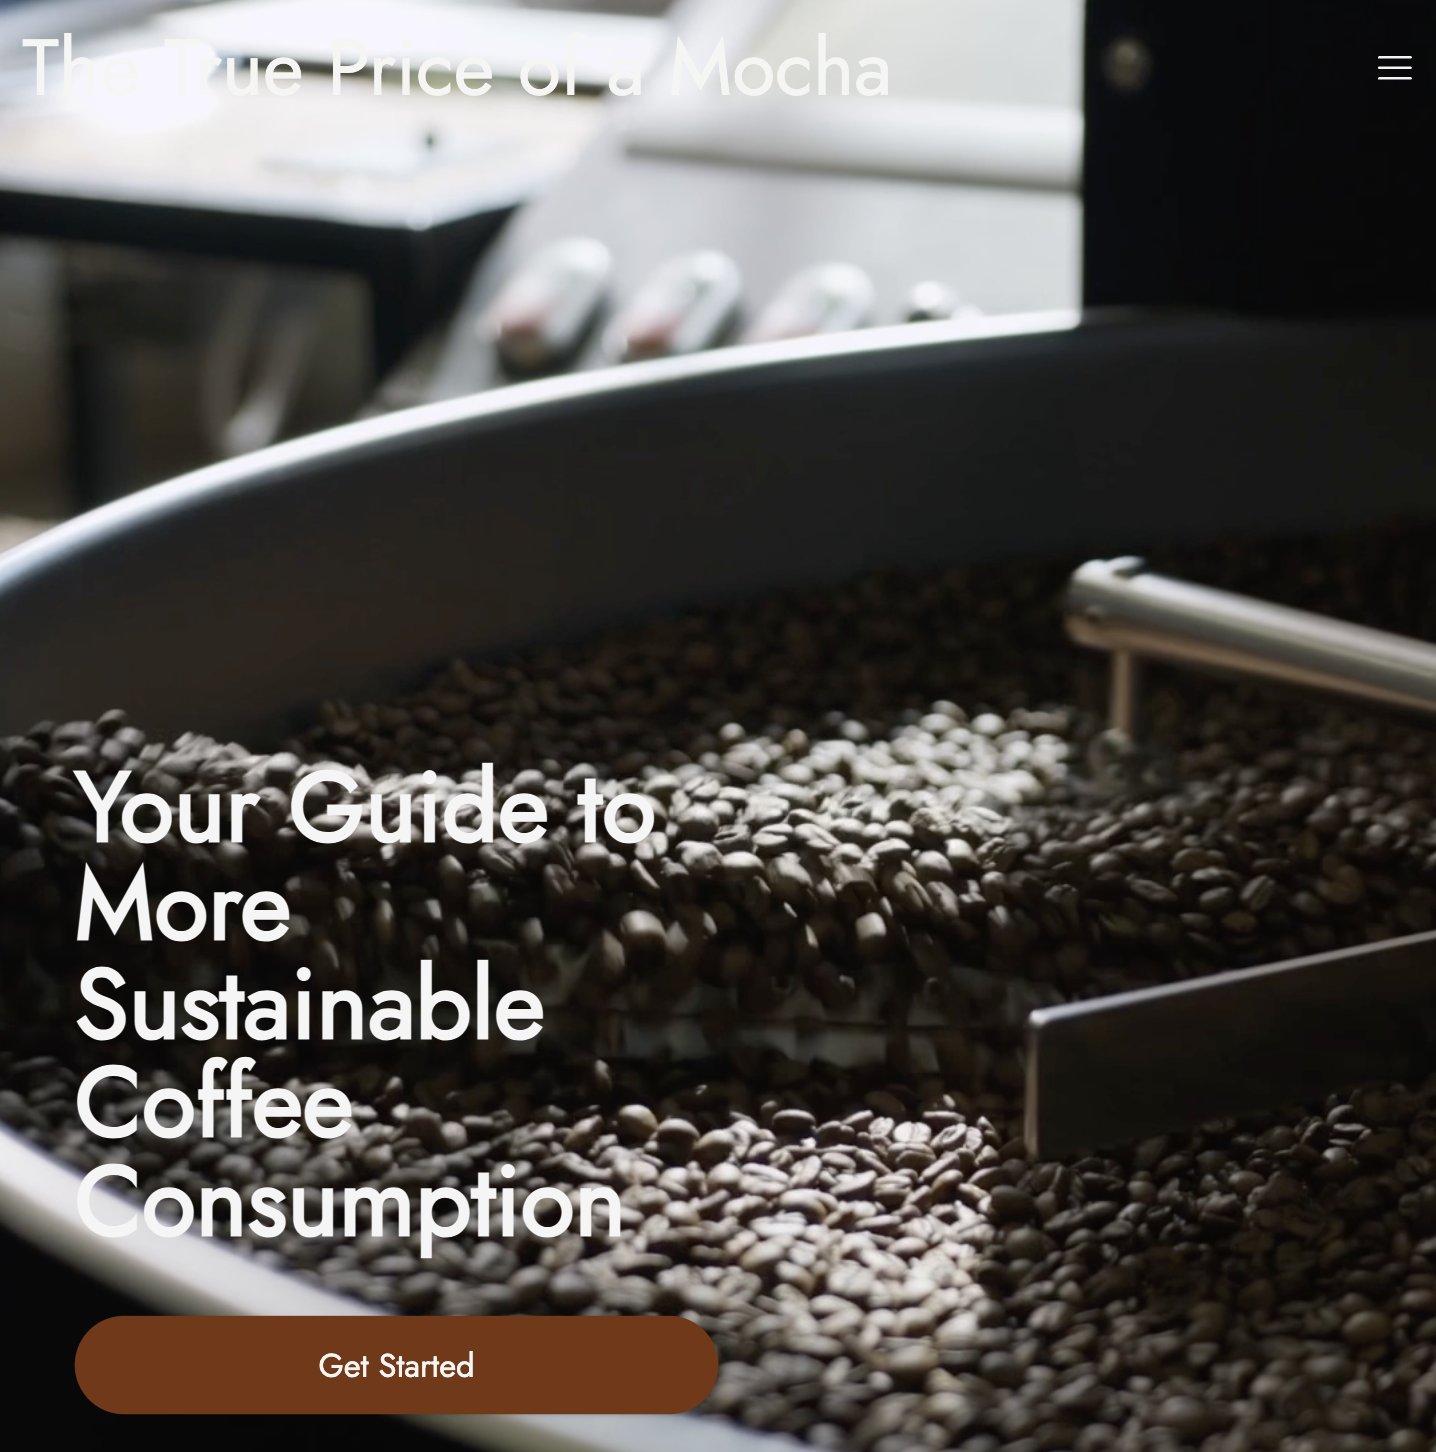 The True Price of a Mocha
Your Guide to
More
Sustainable
Coffee
Consumption
Get Started